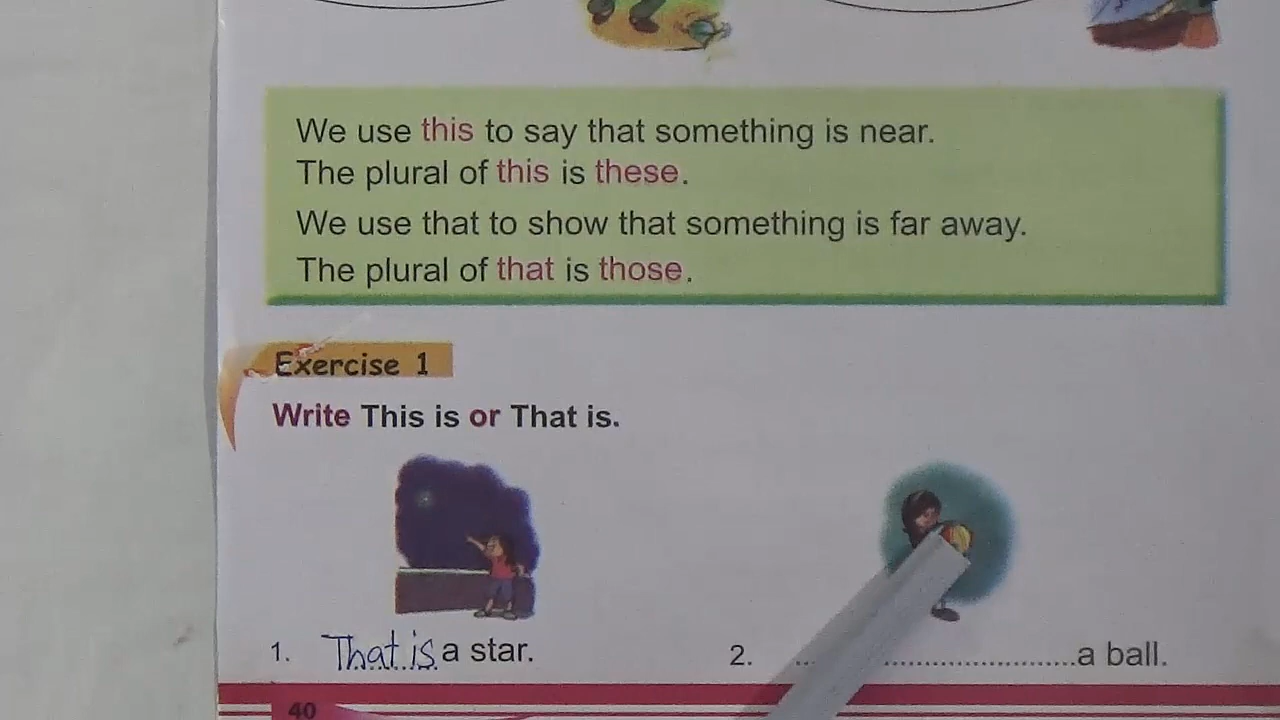 We use this to say that something is near.
The plural of this is these.
We use that to show that something is far away.
The plural of that is those.
Exercise 1
Write This is or That is.
1. That is a star.
2. ..............................a ball.
40